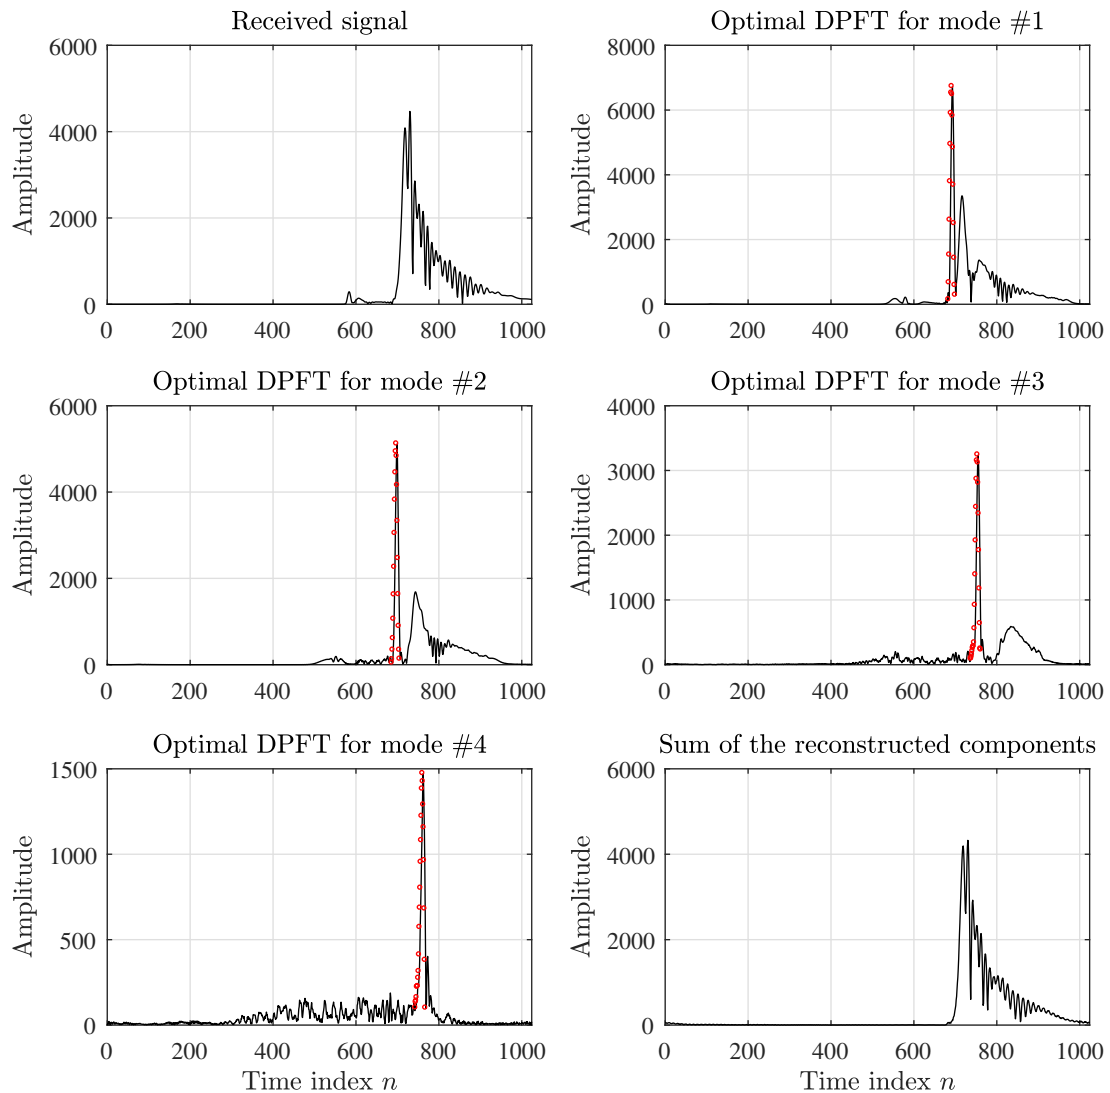 Received signal
6000
4000
2000
0
Amplitude
0 200 400 600 800 1000
Optimal DPFT for mode #1
8000
6000
4000
2000
0
Amplitude
0 200 400 600 800 1000
Optimal DPFT for mode #2
6000
4000
2000
0
Amplitude
0 200 400 600 800 1000
Optimal DPFT for mode #3
4000
3000
2000
1000
0
Amplitude
0 200 400 600 800 1000
Optimal DPFT for mode #4
1500
1000
500
0
Amplitude
0 200 400 600 800 1000
Time index n
Sum of the reconstructed components
6000
4000
2000
0
Amplitude
0 200 400 600 800 1000
Time index n